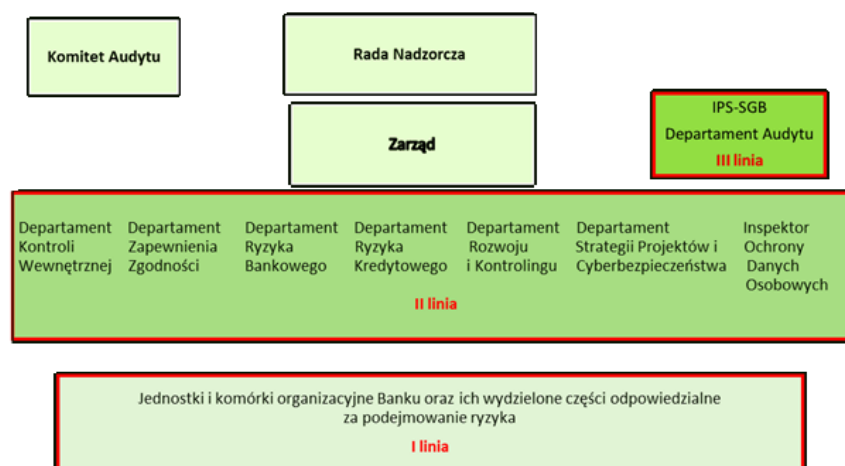 Komitet Audytu
Rada Nadzorcza
Zarząd
IPS-SGB
Departament Audytu
III linia
Departament
Kontroli
Wewnętrznej
Departament
Zapewnienia
Zgodności
Departament
Ryzyka
Bankowego
Departament
Ryzyka
Kredytowego
Departament
Rozwoju
i Kontrolingu
Departament
Strategii Projektów i
Cyberbezpieczeństwa
Inspektor
Ochrony
Danych
Osobowych
II linia
Jednostki i komórki organizacyjne Banku oraz ich wydzielone części odpowiedzialne
za podejmowanie ryzyka
I linia